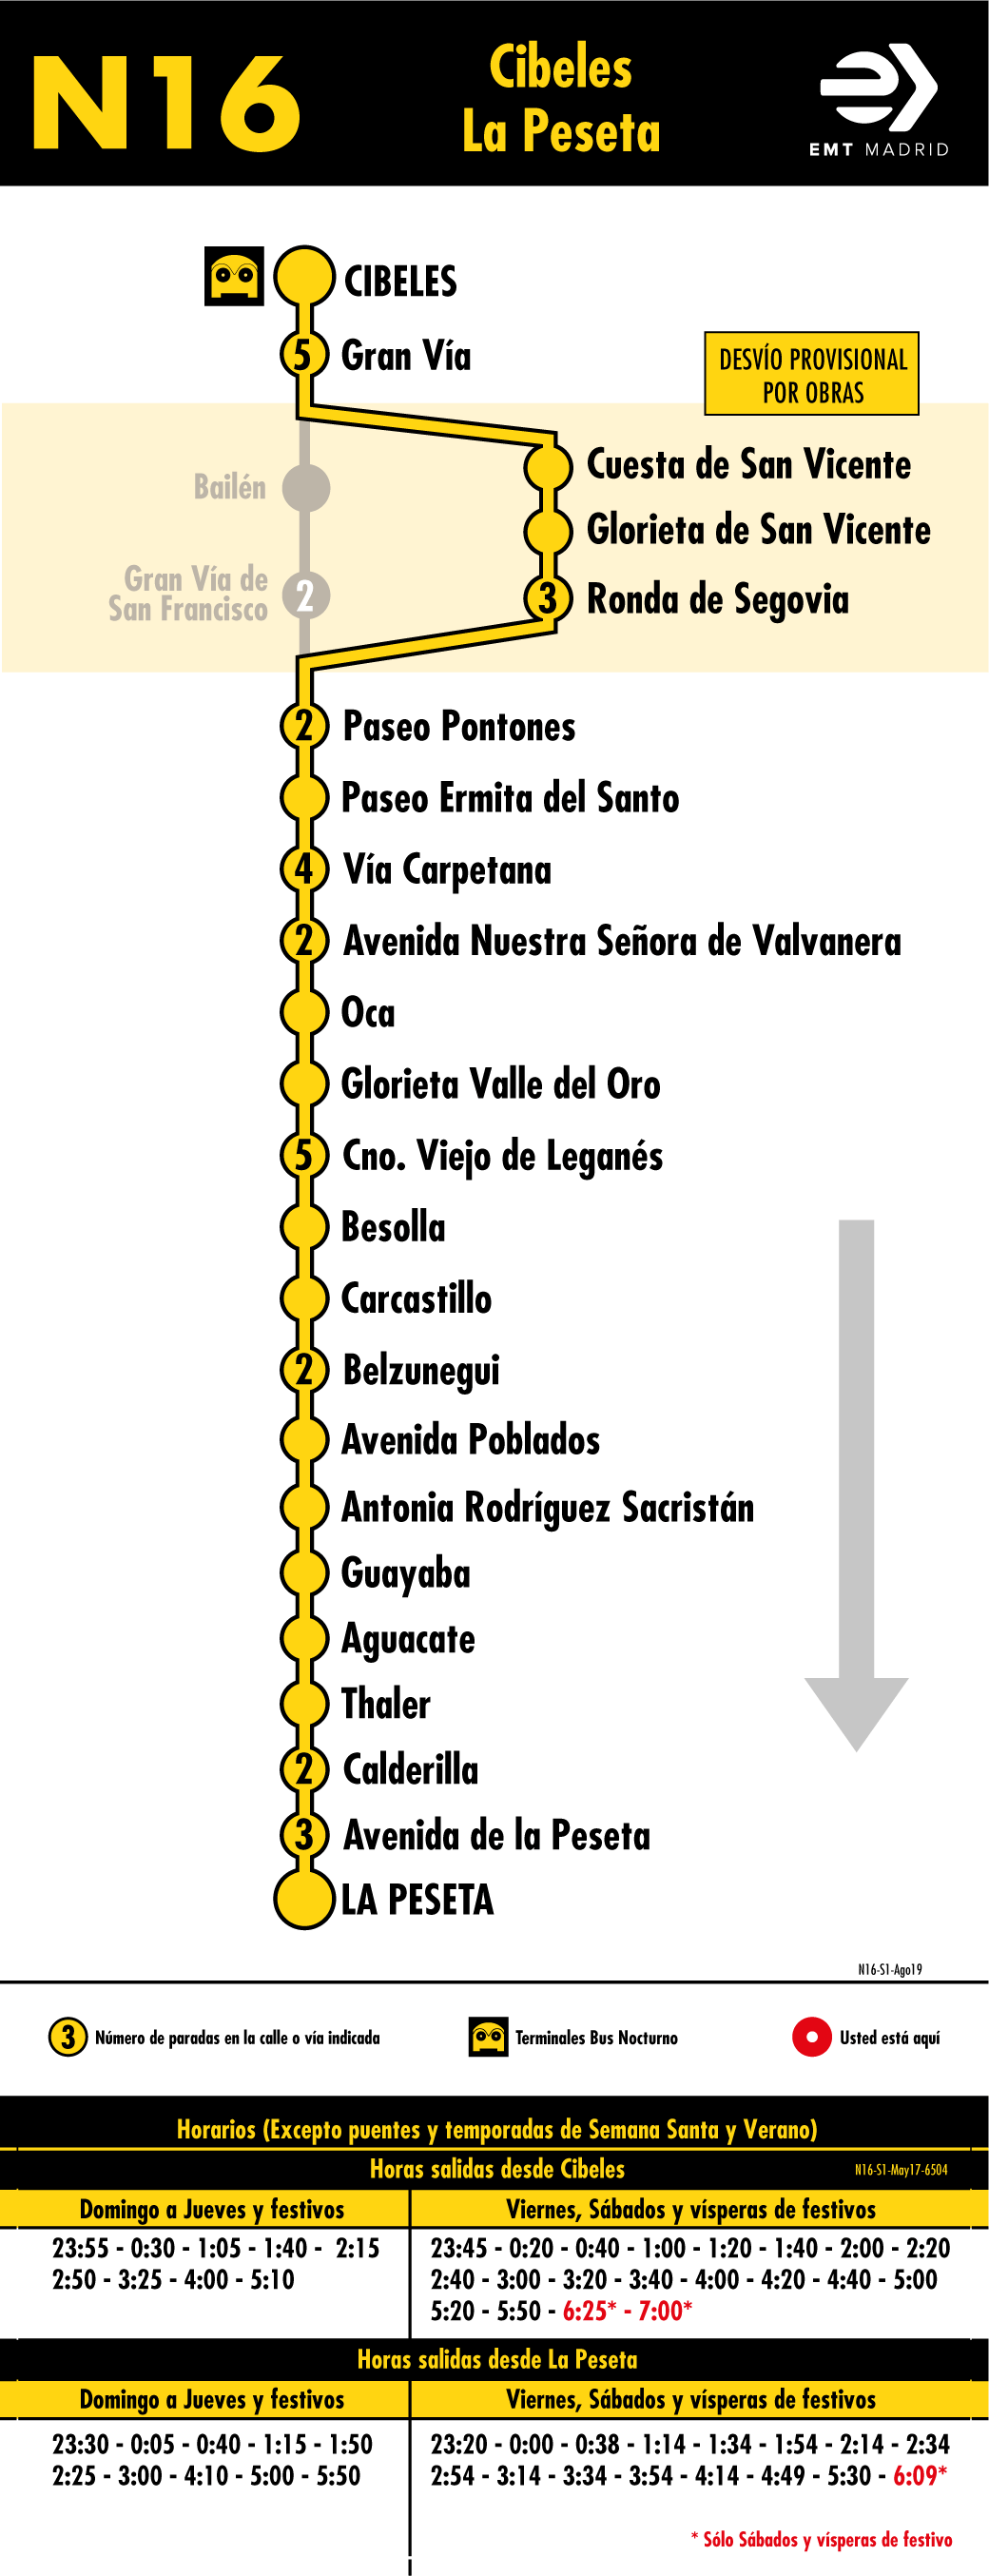 N16
Cibeles
La Peseta
EMT MADRID
CIBELES
5 Gran Vía
DESVÍO PROVISIONAL
POR OBRAS
Bailén
Gran Vía de
San Francisco
2
Cuesta de San Vicente
Glorieta de San Vicente
3 Ronda de Segovia
2 Paseo Pontones
Paseo Ermita del Santo
4 Vía Carpetana
2 Avenida Nuestra Señora de Valvanera
Oca
Glorieta Valle del Oro
5 Cno. Viejo de Leganés
Besolla
Carcastillo
2 Belzunegui
Avenida Poblados
Antonia Rodríguez Sacristán
Guayaba
Aguacate
Thaler
2 Calderilla
3 Avenida de la Peseta
LA PESETA
N16-S1-Ago19
3 Número de paradas en la calle o vía indicada
Terminales Bus Nocturno
Usted está aquí
Horarios (Excepto puentes y temporadas de Semana Santa y Verano)
Horas salidas desde Cibeles
N16-S1-May17-6504
Domingo a Jueves y festivos
23:55 - 0:30 - 1:05 - 1:40 - 2:15
2:50 - 3:25 - 4:00 - 5:10
Viernes, Sábados y vísperas de festivos
23:45 - 0:20 - 0:40 - 1:00 - 1:20 - 1:40 - 2:00 - 2:20
2:40 - 3:00 - 3:20 - 3:40 - 4:00 - 4:20 - 4:40 - 5:00
5:20 - 5:50 - 6:25* - 7:00*
Horas salidas desde La Peseta
Domingo a Jueves y festivos
23:30 - 0:05 - 0:40 - 1:15 - 1:50
2:25 - 3:00 - 4:10 - 5:00 - 5:50
Viernes, Sábados y vísperas de festivos
23:20 - 0:00 - 0:38 - 1:14 - 1:34 - 1:54 - 2:14 - 2:34
2:54 - 3:14 - 3:34 - 3:54 - 4:14 - 4:49 - 5:30 - 6:09*
* Sólo Sábados y vísperas de festivo